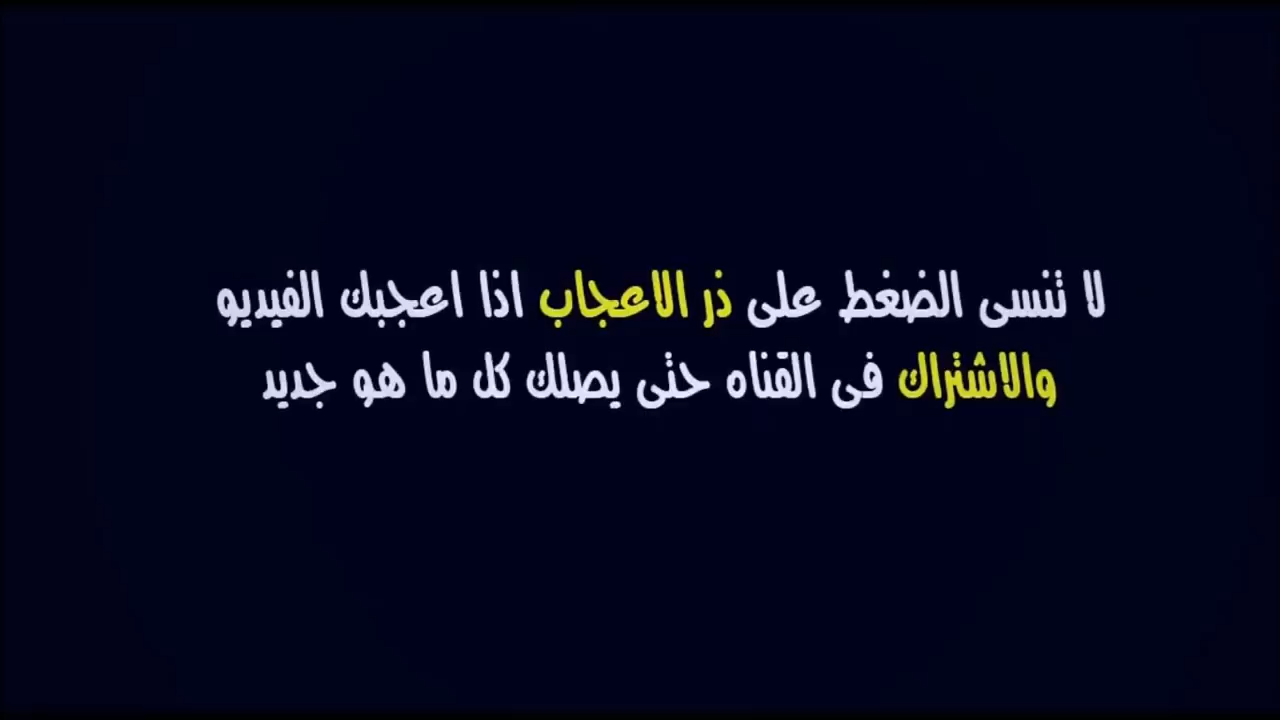 لا تنسى الضغط على ذر الاعجاب اذا اعجبك الفيديو
والاشتراك فى القناه حتى يصلك كل ما هو جديد